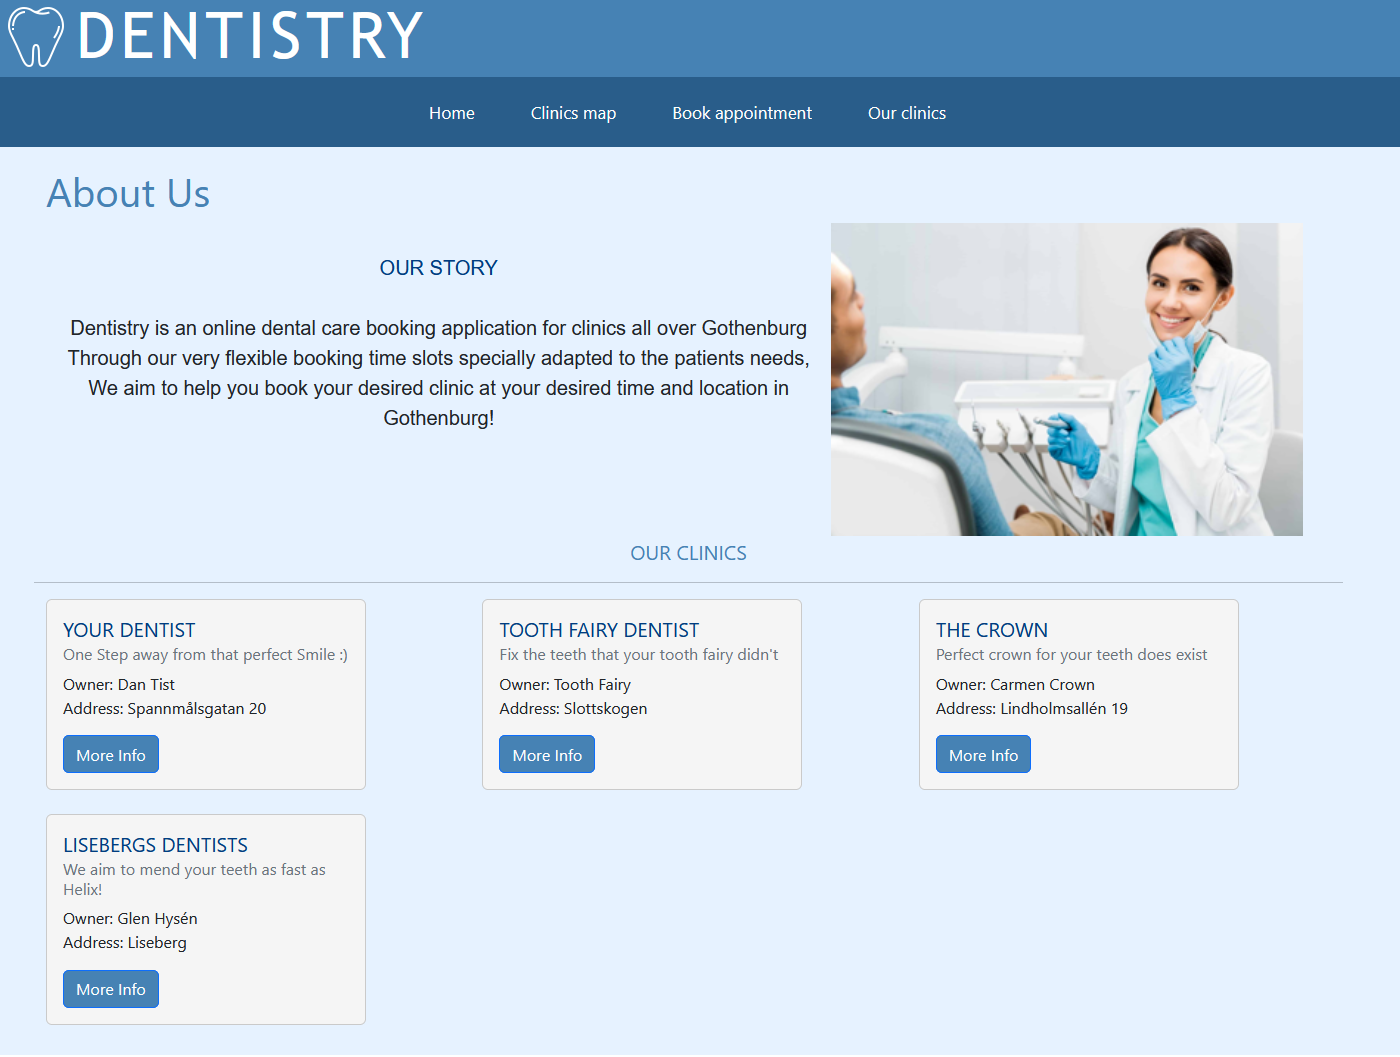 DENTISTRY
Home Clinics map Book appointment Our clinics
About Us
OUR STORY
Dentistry is an online dental care booking application for clinics all over Gothenburg
Through our very flexible booking time slots specially adapted to the patients needs,
We aim to help you book your desired clinic at your desired time and location in
Gothenburg!
OUR CLINICS
YOUR DENTIST
One Step away from that perfect Smile :)
Owner: Dan Tist
Address: Spannmålsgatan 20
More Info
TOOTH FAIRY DENTIST
Fix the teeth that your tooth fairy didn't
Owner: Tooth Fairy
Address: Slottskogen
More Info
THE CROWN
Perfect crown for your teeth does exist
Owner: Carmen Crown
Address: Lindholmsallén 19
More Info
LISEBERGS DENTISTS
We aim to mend your teeth as fast as
Helix!
Owner: Glen Hysén
Address: Liseberg
More Info